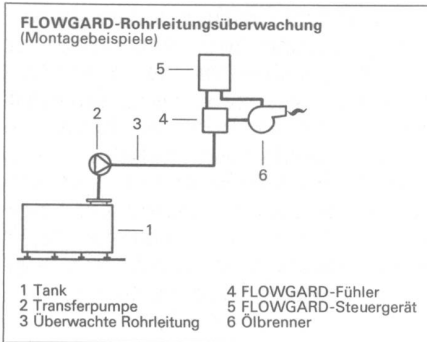 FLOWGARD-Rohrleitungsüberwachung
(Montagebeispiele)
5
2
3
4
6
1
1 Tank
2 Transferpumpe
3 Überwachte Rohrleitung
4 FLOWGARD-Fühler
5 FLOWGARD-Steuergerät
6 Ölbrenner